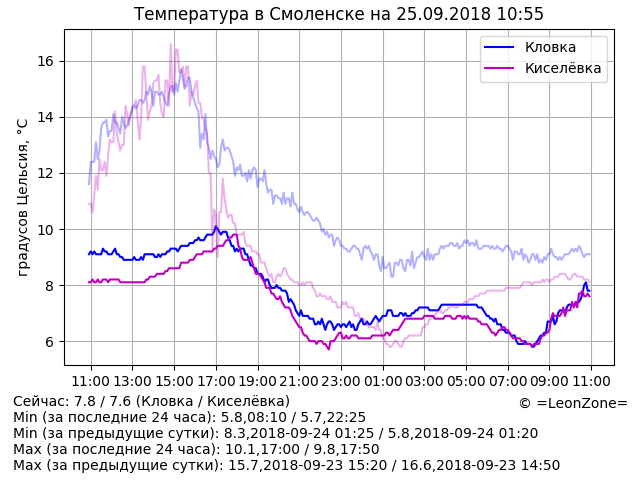 Температура в Смоленске на 25.09.2018 10:55
градусов Цельсия, °C
16
14
12
10
8
6
Кловка
Киселёвка
11:00 13:00 15:00 17:00 19:00 21:00 23:00 01:00 03:00 05:00 07:00 09:00 11:00
Сейчас: 7.8 / 7.6 (Кловка / Киселёвка)
© =LeonZone=
Min (за последние 24 часа): 5.8,08:10 / 5.7,22:25
Min (за предыдущие сутки): 8.3,2018-09-24 01:25 / 5.8,2018-09-24 01:20
Max (за последние 24 часа): 10.1,17:00 / 9.8,17:50
Max (за предыдущие сутки): 15.7,2018-09-23 15:20 / 16.6,2018-09-23 14:50